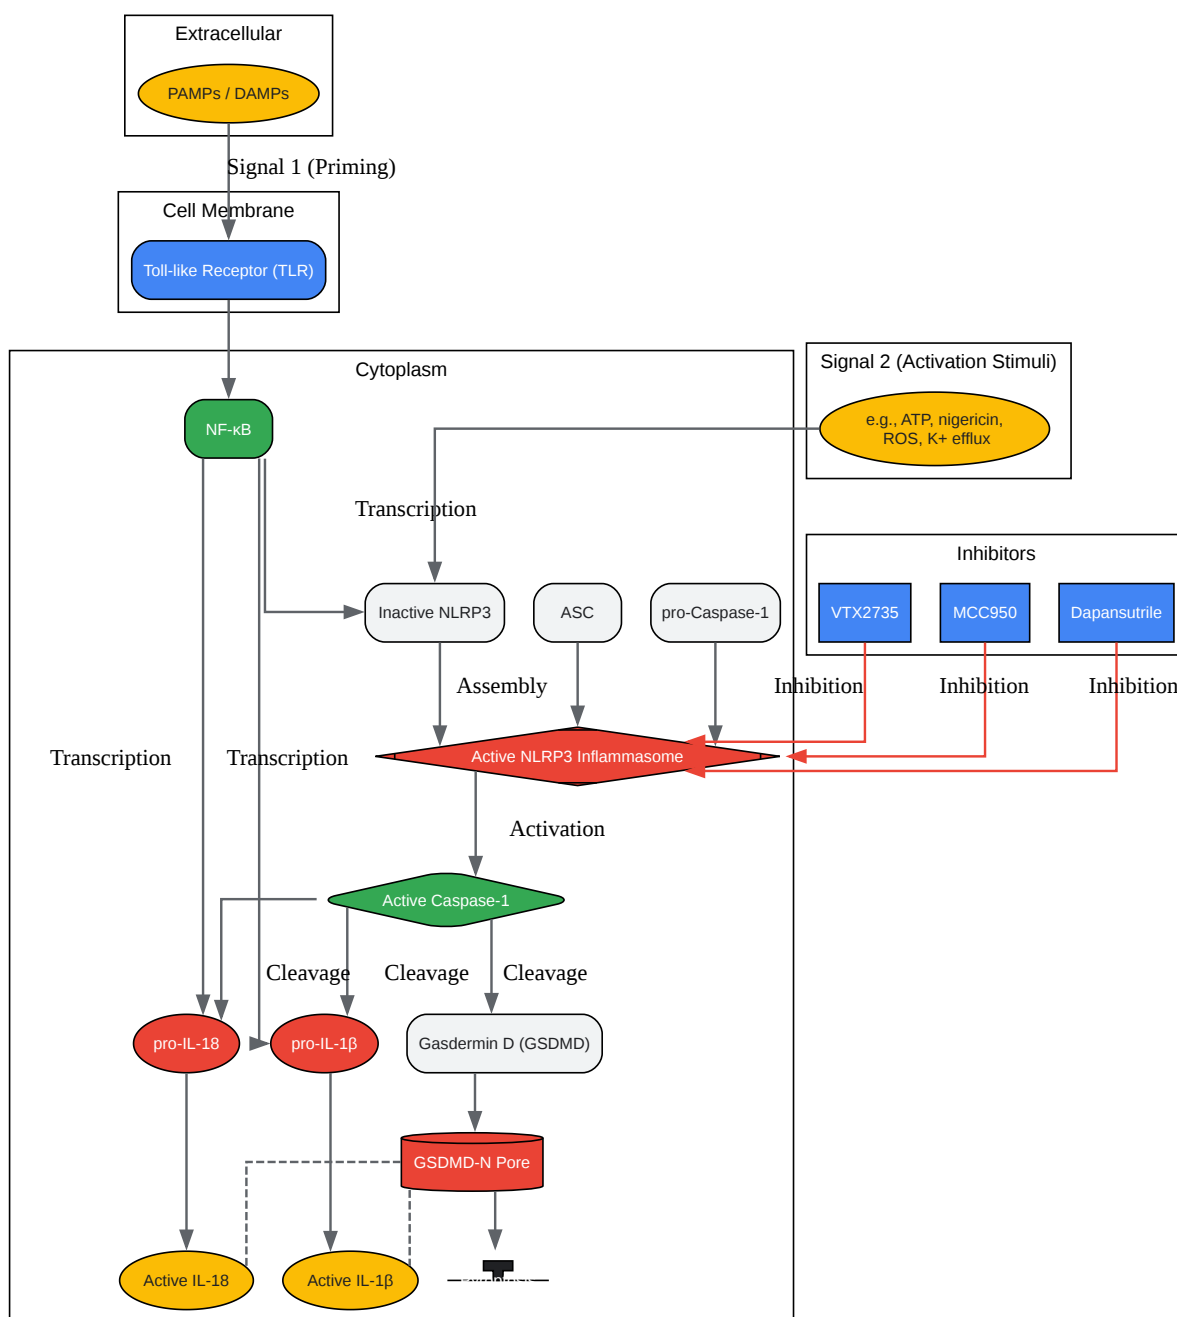 Extracellular
PAMPs / DAMPs
Signal 1 (Priming)
Cell Membrane
Toll-like Receptor (TLR)
Cytoplasm
Signal 2 (Activation Stimuli)
e.g., ATP, nigericin,
ROS, K+ efflux
NF-κB
Transcription
Inhibitors
Inactive NLRP3
ASC
pro-Caspase-1
VTX2735
MCC950
Dapansutrile
Assembly
Inhibition
Inhibition
Inhibition
Transcription
Transcription
Active NLRP3 Inflammasome
Activation
Active Caspase-1
Cleavage
Cleavage
Cleavage
pro-IL-18
pro-IL-1β
Gasdermin D (GSDMD)
GSDMD-N Pore
Active IL-18
Active IL-1β